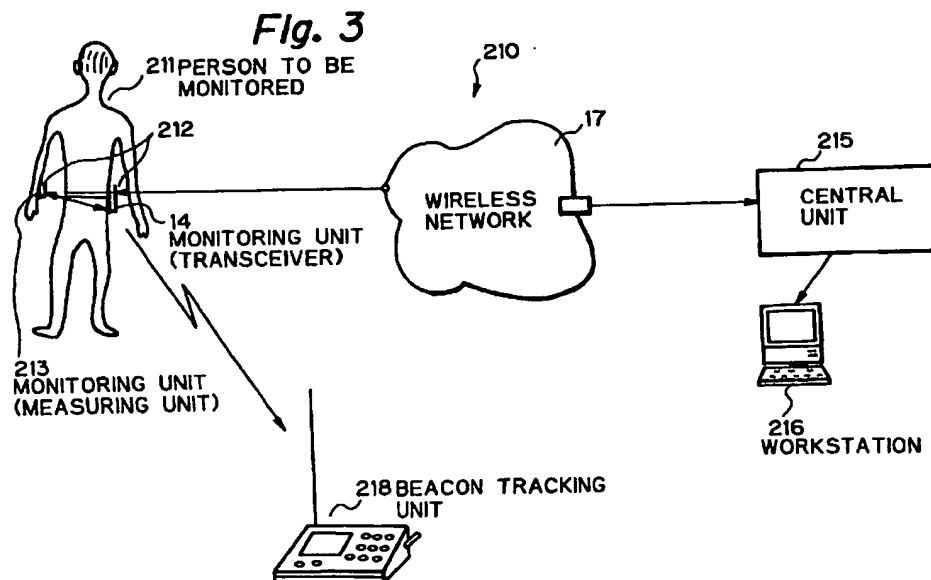 Fig. 3
211 PERSON TO BE
MONITORED
210
212
17
215
WIRELESS
NETWORK
CENTRAL
UNIT
14
MONITORING UNIT
(TRANSCEIVER)
213
MONITORING UNIT
(MEASURING UNIT)
216
WORKSTATION
218 BEACON TRACKING
UNIT